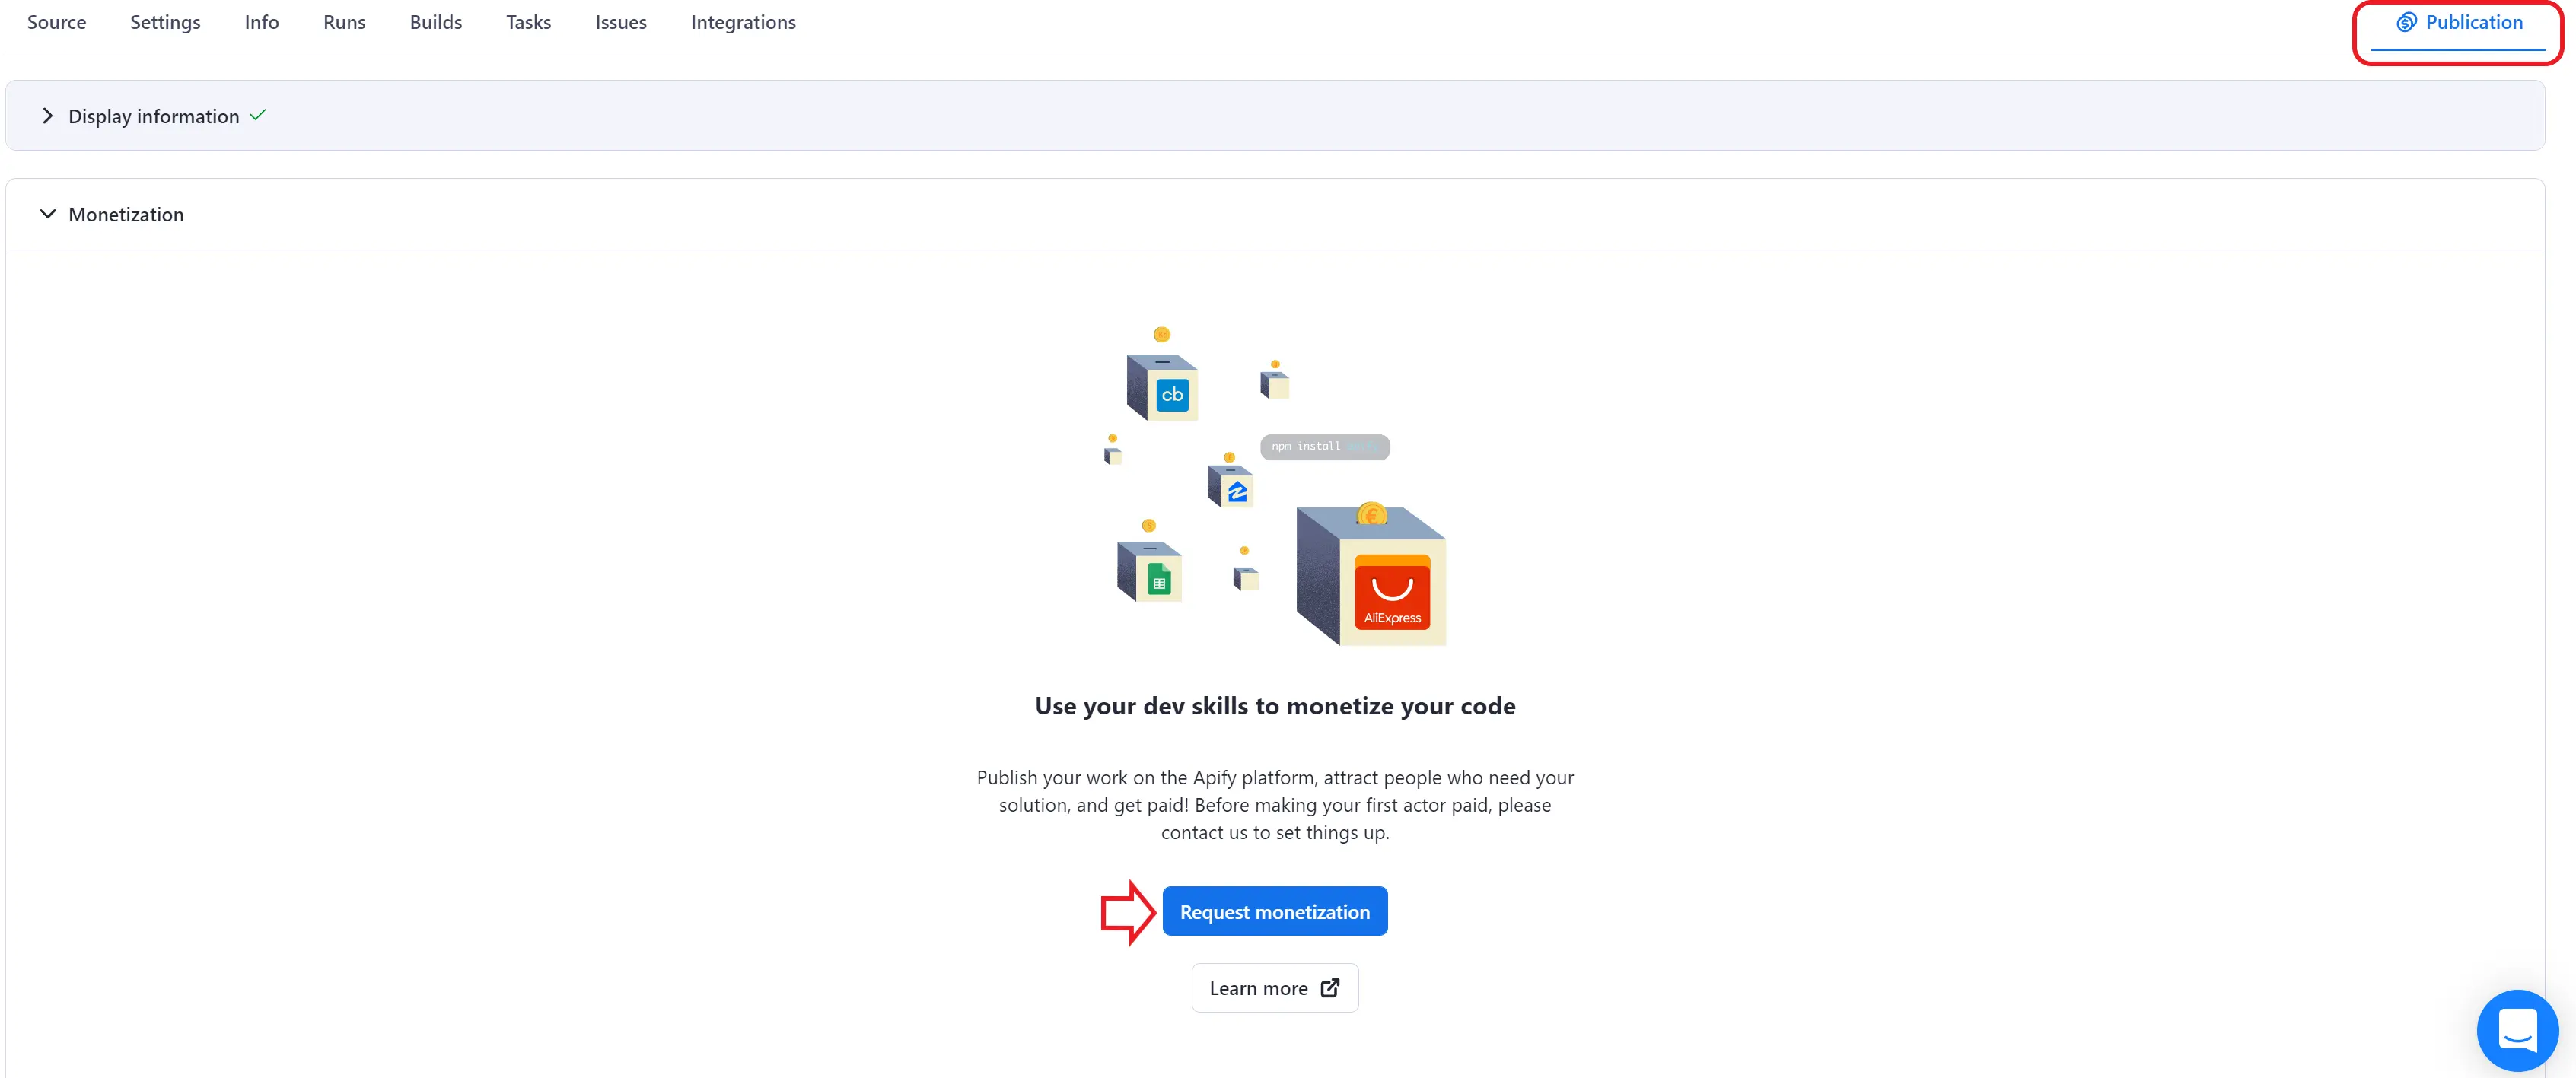 Source Settings Info Runs Builds Tasks Issues Integrations Publication
Display information
Monetization
cb
npm install
AliExpress
Use your dev skills to monetize your code
Publish your work on the Apify platform, attract people who need your
solution, and get paid! Before making your first actor paid, please
contact us to set things up.
Request monetization
Learn more